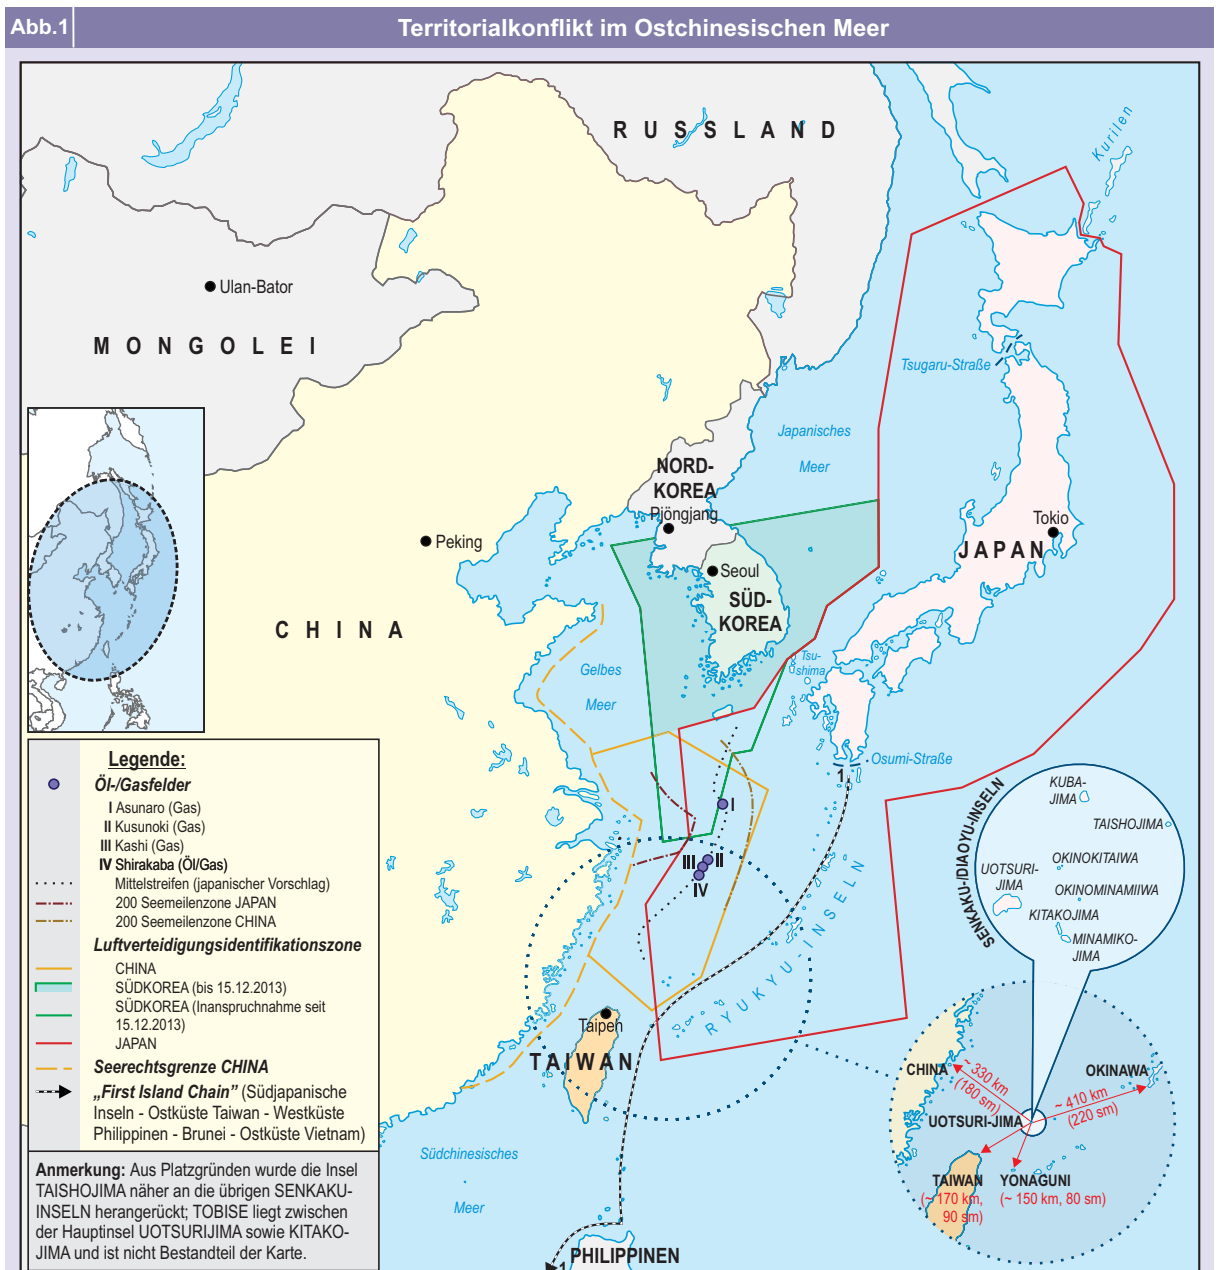 Abb.1
Territorialkonflikt im Ostchinesischen Meer
RUSSLAND
Kurilen
Ulan-Bator
MONGOLEI
Tsugaru-Straße
Japanisches
Meer
NORD-
KOREA
Pjöngjang
Peking
Tokio
JAPAN
Seoul
SÜD-
KOREA
CHINA
Gelbes
Meer
Tsu-
shima
Osumi-Straße
1
Legende:
Öl-/Gasfelder
I Asunaro (Gas)
II Kusunoki (Gas)
III Kashi (Gas)
IV Shirakaba (Öl/Gas)
Mittelstreifen (japanischer Vorschlag)
200 Seemeilenzone JAPAN
200 Seemeilenzone CHINA
Luftverteidigungsidentifikationszone
CHINA
SÜDKOREA (bis 15.12.2013)
SÜDKOREA (Inanspruchnahme seit
15.12.2013)
JAPAN
Seerechtsgrenze CHINA
„First Island Chain" (Südjapanische
Inseln - Ostküste Taiwan - Westküste
Philippinen - Brunei - Ostküste Vietnam)
Anmerkung: Aus Platzgründen wurde die Insel
TAISHOJIMA näher an die übrigen SENKAKU-
INSELN herangerückt; TOBISE liegt zwischen
der Hauptinsel UOTSURIJIMA sowie KITAKO-
JIMA und ist nicht Bestandteil der Karte.
I
II
III
IV
RYUKYU-INSELN
Taipeh
TAIWAN
Südchinesisches
Meer
1
PHILIPPINEN
SENKAKU-/DIAOYU-INSELN
KUBA-
JIMA
TAISHOJIMA
OKINOKITAIWA
UOTSURI-
JIMA
OKINOMINAMIIWA
KITAKOJIMA
MINAMIKO-
JIMA
CHINA
~ 330 km
(180 sm)
OKINAWA
~ 410 km
(220 sm)
UOTSURI-JIMA
TAIWAN
(~ 170 km,
90 sm)
YONAGUNI
(~ 150 km, 80 sm)